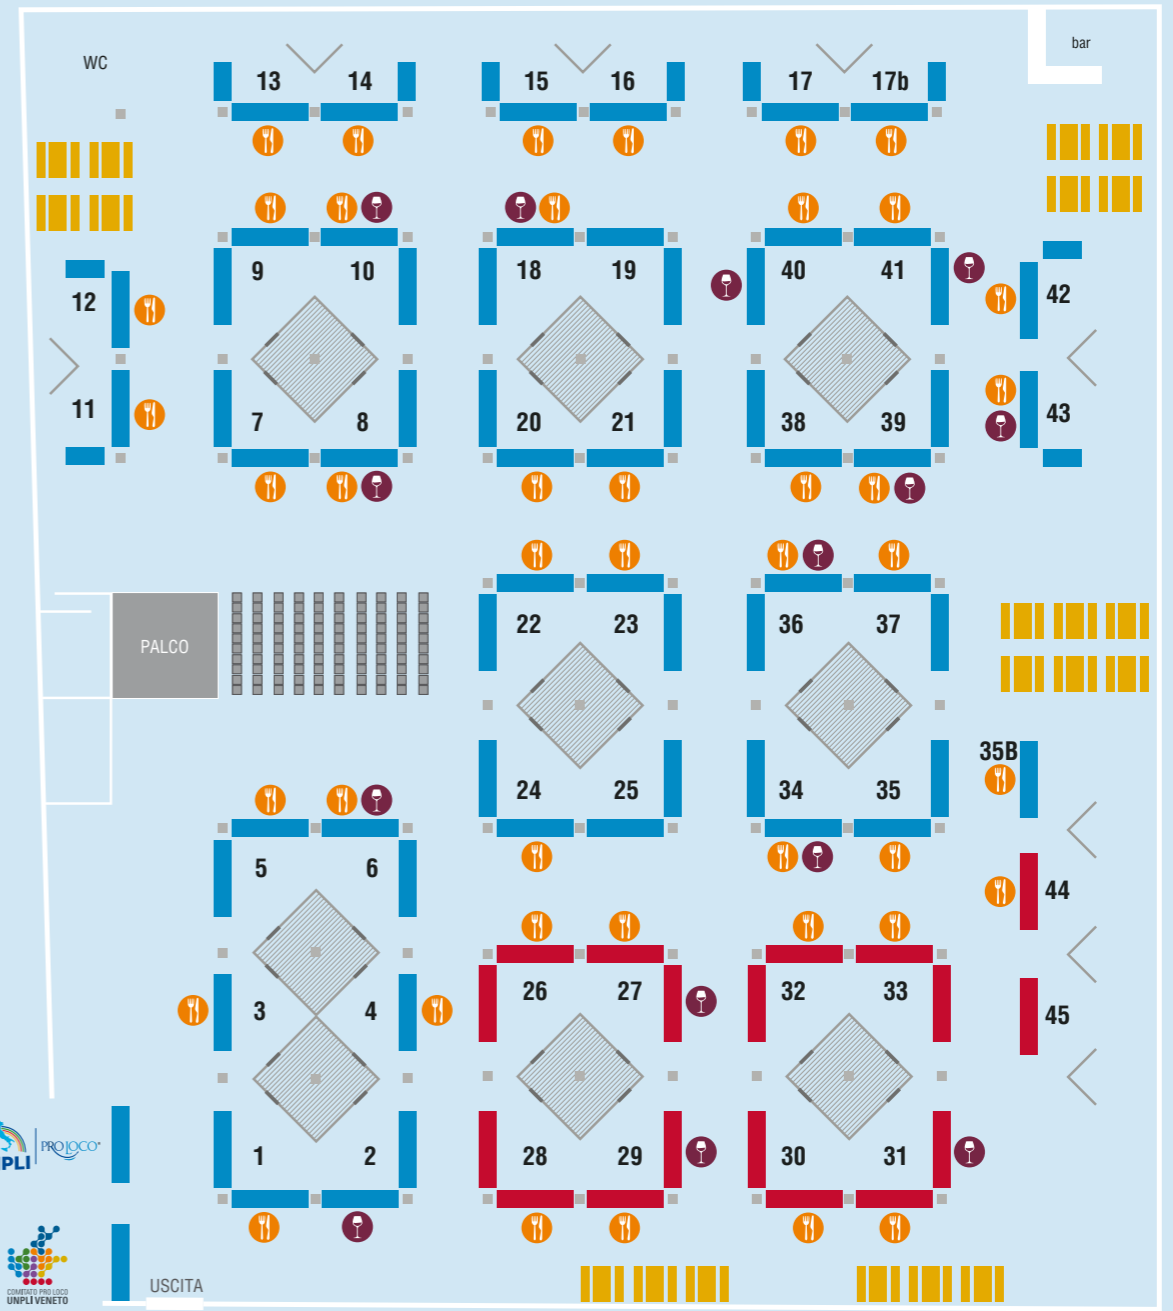 WC
bar
13 14 15 16 17 17b
9 10 18 19 40 41
12 42
11 43
7 8 20 21 38 39
22 23 36 37
PALCO
35B
24 25 34 35
5 6
44
26 27 32 33
3 4 45
PRO LOCO
1 2 28 29 30 31
PLI
USCITA
COMITATO PRO LOCO
UNPLI VENETO